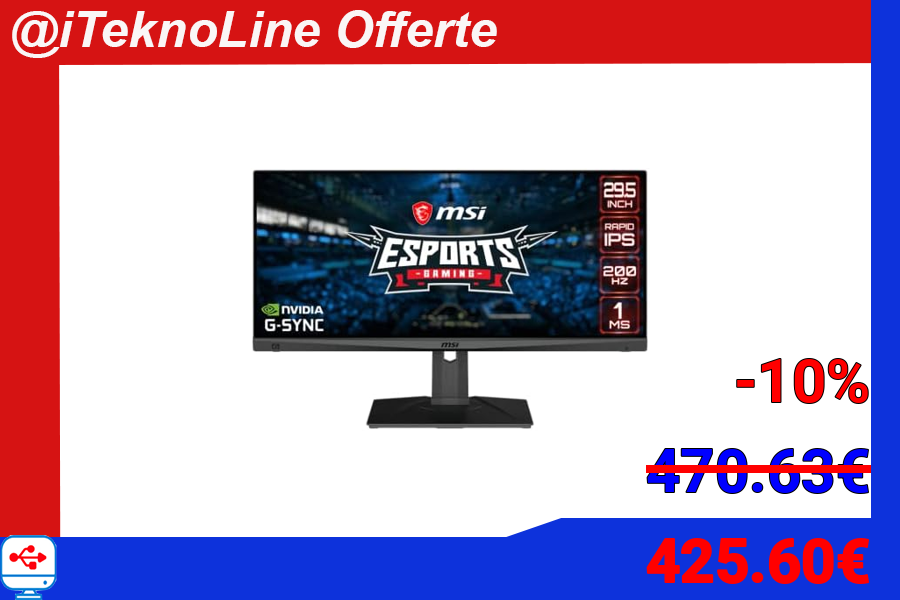 @iTeknoLine Offerte
29.5
INCH
RAPID
IPS
200
HZ
1
MS
msi
ESPORTS
GAMING
NVIDIA
G-SYNC
msi
-10%
470.63€
425.60€